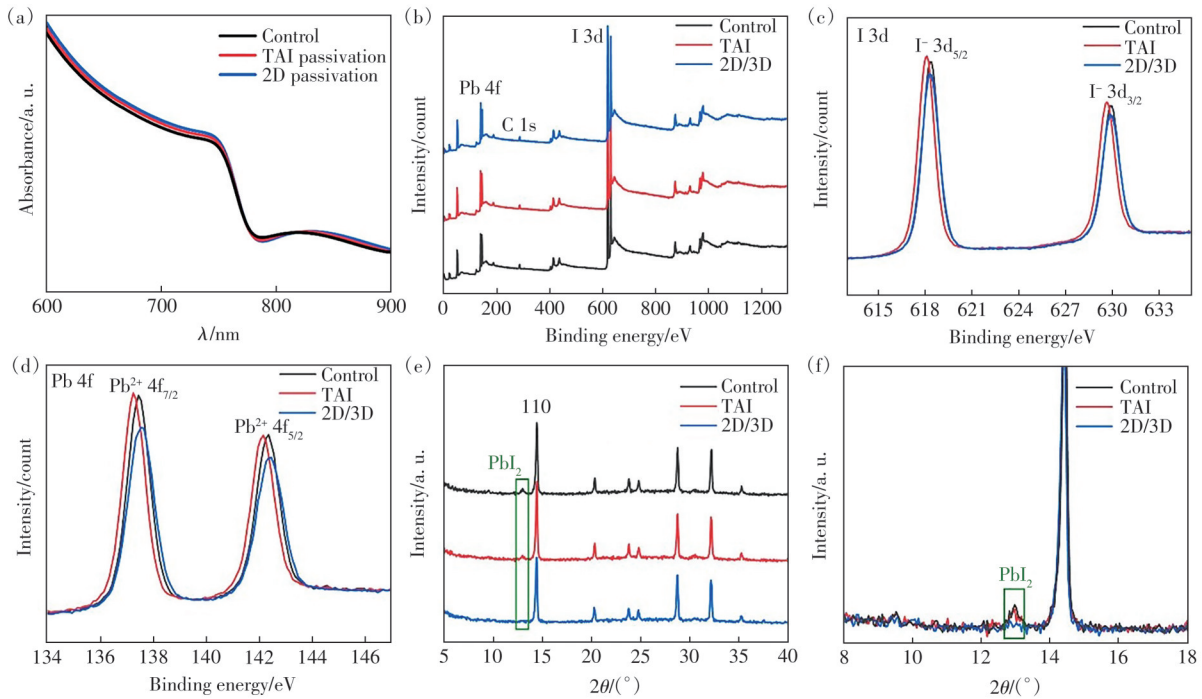 (a)
Control
TAI passivation
2D passivation
Absorbance/a. u.
600 700 800 900
λ/nm
(b)
Control
TAI
2D/3D
I 3d
Pb 4f
C 1s
Intensity/count
0 200 400 600 800 1000 1200
Binding energy/eV
(c)
I 3d
Control
TAI
2D/3D
I⁻ 3d5/2
I⁻ 3d3/2
Intensity/count
615 618 621 624 627 630 633
Binding energy/eV
(d)
Pb 4f
Control
TAI
2D/3D
Pb²⁺ 4f7/2
Pb²⁺ 4f5/2
Intensity/count
134 136 138 140 142 144 146
Binding energy/eV
(e)
Control
TAI
2D/3D
110
PbI₂
Intensity/a. u.
5 10 15 20 25 30 35 40
2θ/(°)
(f)
Control
TAI
2D/3D
PbI₂
Intensity/a. u.
8 10 12 14 16 18
2θ/(°)